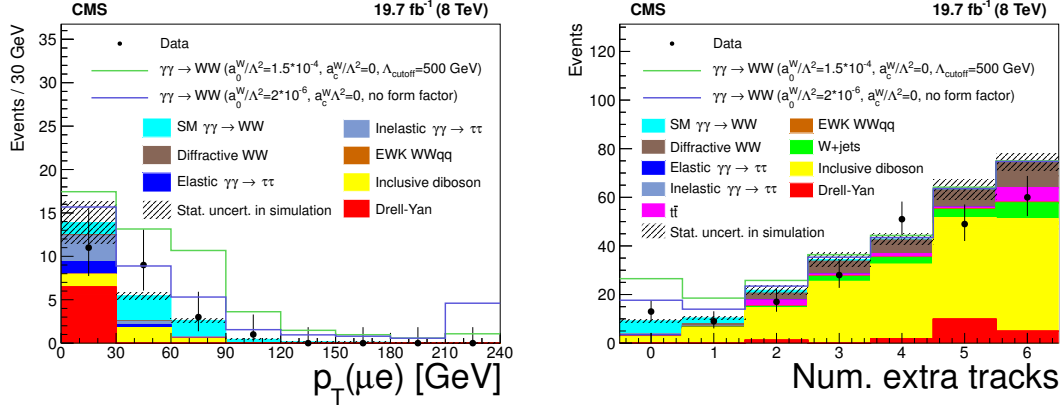 CMS 19.7 fb⁻¹ (8 TeV)
Events / 30 GeV
35
30
25
20
15
10
5
0
Data
γγ → WW (a₀ᵂ/Λ²=1.5*10⁻⁴, a_cᵂ/Λ²=0, Λ_cutoff=500 GeV)
γγ → WW (a₀ᵂ/Λ²=2*10⁻⁶, a_cᵂ/Λ²=0, no form factor)
SM γγ → WW
Diffractive WW
Elastic γγ → ττ
Stat. uncert. in simulation
Inelastic γγ → ττ
EWK WWqq
Inclusive diboson
Drell-Yan
0 30 60 90 120 150 180 210 240
p_T(μe) [GeV]
CMS 19.7 fb⁻¹ (8 TeV)
Events
120
100
80
60
40
20
0
Data
γγ → WW (a₀ᵂ/Λ²=1.5*10⁻⁴, a_cᵂ/Λ²=0, Λ_cutoff=500 GeV)
γγ → WW (a₀ᵂ/Λ²=2*10⁻⁶, a_cᵂ/Λ²=0, no form factor)
SM γγ → WW
Diffractive WW
Elastic γγ → ττ
Inelastic γγ → ττ
tt̄
Stat. uncert. in simulation
EWK WWqq
W+jets
Inclusive diboson
Drell-Yan
0 1 2 3 4 5 6
Num. extra tracks